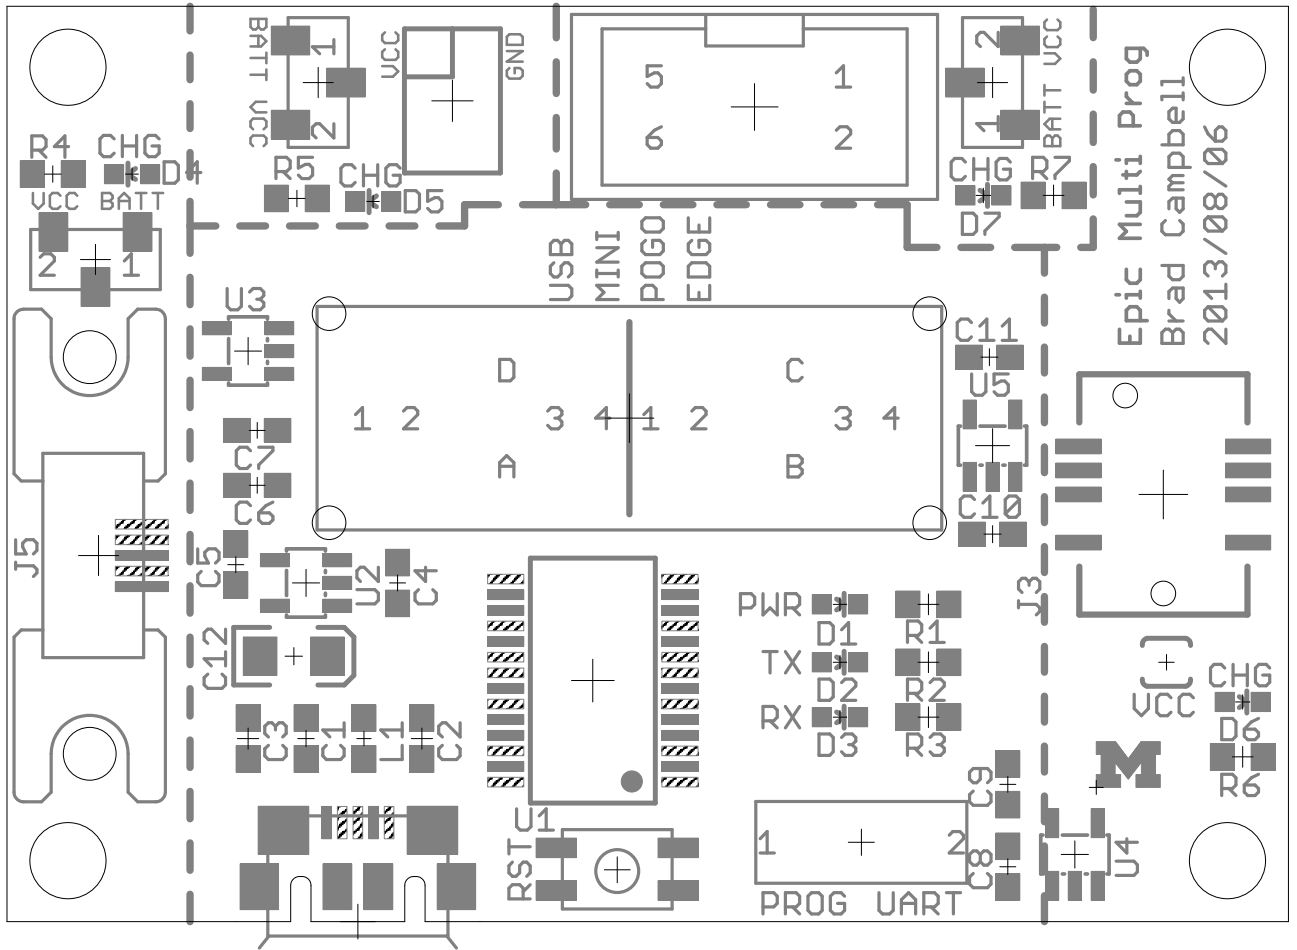 BATT
VCC
1
2
VCC
GND
5
1
6
2
2
1
VCC
BATT
Epic Multi Prog
Brad Campbell
2013/08/06
R4
CHG
D4
VCC
BATT
2
1
R5
CHG
D5
CHG
D7
R7
USB
MINI
POGO
EDGE
U3
D
C
1 2 3 4 1 2 3 4
A
B
C11
U5
C10
C7
C6
C5
U2
C4
J5
C12
J3
PWR
D1
R1
TX
D2
R2
RX
D3
R3
VCC
CHG
D6
R6
M
C3
C1
L1
C2
U1
RST
1
2
PROG UART
C9
C8
U4